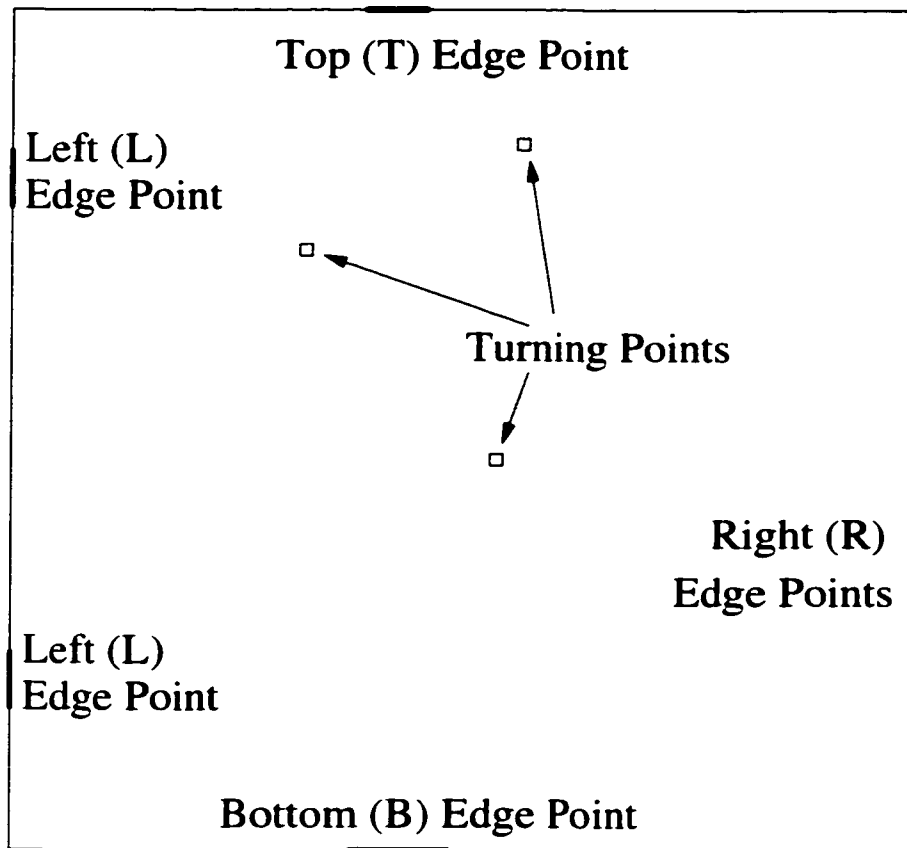 Top (T) Edge Point
Left (L)
Edge Point
Turning Points
Right (R)
Edge Points
Left (L)
Edge Point
Bottom (B) Edge Point